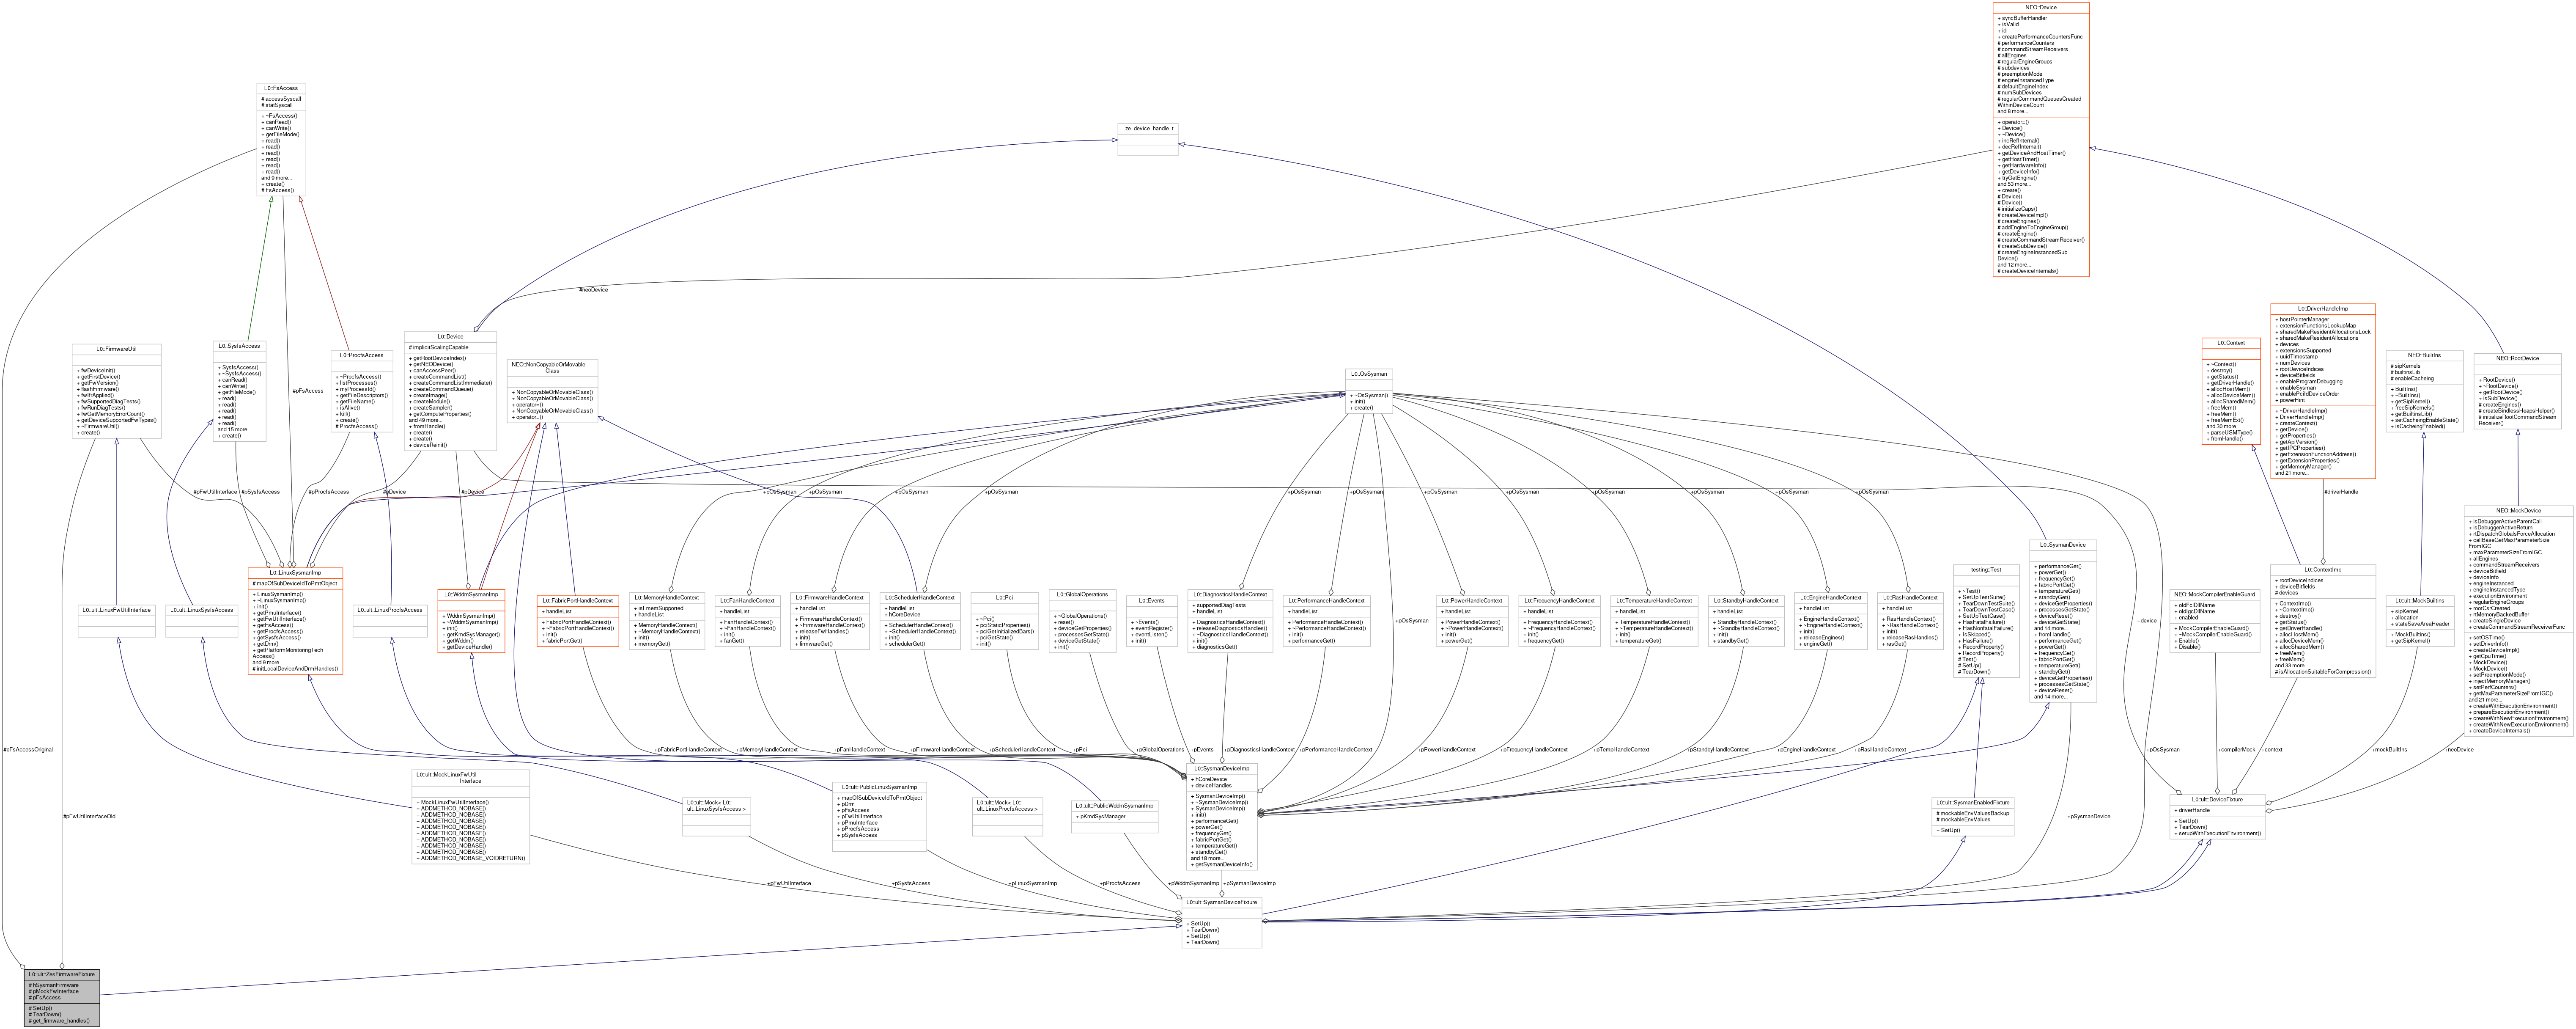 NEO::Device
+ syncBufferHandler
+ isValid
+ id
+ createPerformanceCountersFunc
# performanceCounters
# commandStreamReceivers
# allEngines
# regularEngineGroups
# subdevices
# preemptionMode
# engineInstancedType
# defaultEngineIndex
# numSubDevices
# regularCommandQueuesCreated
WithinDeviceCount
and 8 more...
+ operator=()
+ Device()
+ ~Device()
+ incRefInternal()
+ decRefInternal()
+ getDeviceAndHostTimer()
+ getHostTimer()
+ getHardwareInfo()
+ getDeviceInfo()
+ tryGetEngine()
and 53 more...
+ create()
# Device()
# Device()
# initializeCaps()
# createDeviceImpl()
# createEngines()
# addEngineToEngineGroup()
# createEngine()
# createCommandStreamReceiver()
# createSubDevice()
# createEngineInstancedSub
Device()
and 12 more...
# createDeviceInternals()
L0::FsAccess
# accessSyscall
# statSyscall
+ ~FsAccess()
+ canRead()
+ canWrite()
+ getFileMode()
+ read()
+ read()
+ read()
+ read()
+ read()
+ read()
and 9 more...
+ create()
# FsAccess()
_ze_device_handle_t
#neoDevice
L0::FirmwareUtil
+ fwDeviceInit()
+ getFirstDevice()
+ getFwVersion()
+ flashFirmware()
+ fwIfrApplied()
+ fwSupportedDiagTests()
+ fwRunDiagTests()
+ fwGetMemoryErrorCount()
+ getDeviceSupportedFwTypes()
+ ~FirmwareUtil()
+ create()
L0::SysfsAccess
+ SysfsAccess()
+ ~SysfsAccess()
+ canRead()
+ canWrite()
+ getFileMode()
+ read()
+ read()
+ read()
+ read()
+ read()
and 15 more...
+ create()
#pFsAccess
L0::ProcfsAccess
+ ~ProcfsAccess()
+ listProcesses()
+ myProcessId()
+ getFileDescriptors()
+ getFileName()
+ isAlive()
+ kill()
+ create()
# ProcfsAccess()
L0::Device
# implicitScalingCapable
+ getRootDeviceIndex()
+ getNEODevice()
+ canAccessPeer()
+ createCommandList()
+ createCommandListImmediate()
+ createCommandQueue()
+ createImage()
+ createModule()
+ createSampler()
+ getComputeProperties()
and 40 more...
+ fromHandle()
+ create()
+ create()
+ deviceReinit()
NEO::NonCopyableOrMovable
Class
+ NonCopyableOrMovableClass()
+ NonCopyableOrMovableClass()
+ operator=()
+ NonCopyableOrMovableClass()
+ operator=()
L0::OsSysman
+ ~OsSysman()
+ init()
+ create()
L0::Context
+ ~Context()
+ destroy()
+ getStatus()
+ getDriverHandle()
+ allocHostMem()
+ allocDeviceMem()
+ allocSharedMem()
+ freeMem()
+ freeMem()
+ freeMemExt()
and 30 more...
+ parseUSMType()
+ fromHandle()
L0::DriverHandleImp
+ hostPointerManager
+ extensionFunctionsLookupMap
+ sharedMakeResidentAllocationsLock
+ sharedMakeResidentAllocations
+ devices
+ extensionsSupported
+ uuidTimestamp
+ numDevices
+ rootDeviceIndices
+ deviceBitfields
+ enableProgramDebugging
+ enableSysman
+ enablePciIdDeviceOrder
+ powerHint
+ ~DriverHandleImp()
+ DriverHandleImp()
+ createContext()
+ getDevice()
+ getProperties()
+ getApiVersion()
+ getIPCProperties()
+ getExtensionFunctionAddress()
+ getExtensionProperties()
+ getMemoryManager()
and 21 more...
NEO::BuiltIns
# sipKernels
# builtinsLib
# enableCacheing
+ BuiltIns()
+ ~BuiltIns()
+ getSipKernel()
+ freeSipKernels()
+ getBuiltinsLib()
+ setCacheingEnableState()
+ isCacheingEnabled()
NEO::RootDevice
+ RootDevice()
+ ~RootDevice()
+ getRootDevice()
+ isSubDevice()
# createEngines()
# createBindlessHeapsHelper()
# initializeRootCommandStream
Receiver()
#pFwUtilInterface
#pSysfsAccess
#pProcfsAccess
#pDevice
#pDevice
+pOsSysman
+pOsSysman
+pOsSysman
+pOsSysman
+pOsSysman
+pOsSysman
+pOsSysman
+pOsSysman
+pOsSysman
+pOsSysman
+pOsSysman
+pOsSysman
#driverHandle
L0::ult::LinuxFwUtilInterface
L0::ult::LinuxSysfsAccess
L0::LinuxSysmanImp
# mapOfSubDeviceIdToPmtObject
+ LinuxSysmanImp()
+ ~LinuxSysmanImp()
+ init()
+ getPmuInterface()
+ getFwUtilInterface()
+ getFsAccess()
+ getProcfsAccess()
+ getSysfsAccess()
+ getDrm()
+ getPlatformMonitoringTech
Access()
and 9 more...
# initLocalDeviceAndDrmHandles()
L0::ult::LinuxProcfsAccess
L0::WddmSysmanImp
+ WddmSysmanImp()
+ ~WddmSysmanImp()
+ init()
+ getKmdSysManager()
+ getWddm()
+ getDeviceHandle()
L0::FabricPortHandleContext
+ handleList
+ FabricPortHandleContext()
+ ~FabricPortHandleContext()
+ init()
+ fabricPortGet()
L0::MemoryHandleContext
+ isLmemSupported
+ handleList
+ MemoryHandleContext()
+ ~MemoryHandleContext()
+ init()
+ memoryGet()
L0::FanHandleContext
+ handleList
+ FanHandleContext()
+ ~FanHandleContext()
+ init()
+ fanGet()
L0::FirmwareHandleContext
+ handleList
+ FirmwareHandleContext()
+ ~FirmwareHandleContext()
+ releaseFwHandles()
+ init()
+ firmwareGet()
L0::SchedulerHandleContext
+ handleList
+ hCoreDevice
+ SchedulerHandleContext()
+ ~SchedulerHandleContext()
+ init()
+ schedulerGet()
L0::Pci
+ ~Pci()
+ pciStaticProperties()
+ pciGetInitializedBars()
+ pciGetState()
+ init()
L0::GlobalOperations
+ ~GlobalOperations()
+ reset()
+ deviceGetProperties()
+ processesGetState()
+ deviceGetState()
+ init()
L0::Events
+ ~Events()
+ eventRegister()
+ eventListen()
+ init()
L0::DiagnosticsHandleContext
+ supportedDiagTests
+ handleList
+ DiagnosticsHandleContext()
+ releaseDiagnosticsHandles()
+ ~DiagnosticsHandleContext()
+ init()
+ diagnosticsGet()
L0::PerformanceHandleContext
+ handleList
+ PerformanceHandleContext()
+ ~PerformanceHandleContext()
+ init()
+ performanceGet()
+pOsSysman
L0::PowerHandleContext
+ handleList
+ PowerHandleContext()
+ ~PowerHandleContext()
+ init()
+ powerGet()
L0::FrequencyHandleContext
+ handleList
+ FrequencyHandleContext()
+ ~FrequencyHandleContext()
+ init()
+ frequencyGet()
L0::TemperatureHandleContext
+ handleList
+ TemperatureHandleContext()
+ ~TemperatureHandleContext()
+ init()
+ temperatureGet()
L0::StandbyHandleContext
+ handleList
+ StandbyHandleContext()
+ ~StandbyHandleContext()
+ init()
+ standbyGet()
L0::EngineHandleContext
+ handleList
+ EngineHandleContext()
+ ~EngineHandleContext()
+ init()
+ releaseEngines()
+ engineGet()
L0::RasHandleContext
+ handleList
+ RasHandleContext()
+ ~RasHandleContext()
+ init()
+ releaseRasHandles()
+ rasGet()
testing::Test
+ ~Test()
+ SetUpTestSuite()
+ TearDownTestSuite()
+ TearDownTestCase()
+ SetUpTestCase()
+ HasFatalFailure()
+ HasNonfatalFailure()
+ IsSkipped()
+ HasFailure()
+ RecordProperty()
+ RecordProperty()
# Test()
# SetUp()
# TearDown()
L0::SysmanDevice
+ performanceGet()
+ powerGet()
+ frequencyGet()
+ fabricPortGet()
+ temperatureGet()
+ standbyGet()
+ deviceGetProperties()
+ processesGetState()
+ deviceReset()
+ deviceGetState()
and 14 more...
+ fromHandle()
+ performanceGet()
+ powerGet()
+ frequencyGet()
+ fabricPortGet()
+ temperatureGet()
+ standbyGet()
+ deviceGetProperties()
+ processesGetState()
+ deviceReset()
and 14 more...
+device
NEO::MockCompilerEnableGuard
+ oldFclDllName
+ oldIgcDllName
+ enabled
+ MockCompilerEnableGuard()
+ ~MockCompilerEnableGuard()
+ Enable()
+ Disable()
L0::ContextImp
+ rootDeviceIndices
+ deviceBitfields
# devices
+ ContextImp()
+ ~ContextImp()
+ destroy()
+ getStatus()
+ getDriverHandle()
+ allocHostMem()
+ allocDeviceMem()
+ allocSharedMem()
+ freeMem()
+ freeMem()
and 33 more...
# isAllocationSuitableForCompression()
L0::ult::MockBuiltins
+ sipKernel
+ allocation
+ stateSaveAreaHeader
+ MockBuiltins()
+ getSipKernel()
NEO::MockDevice
+ isDebuggerActiveParentCall
+ isDebuggerActiveReturn
+ rtDispatchGlobalsForceAllocation
+ callBaseGetMaxParameterSize
FromIGC
+ maxParameterSizeFromIGC
+ allEngines
+ commandStreamReceivers
+ deviceBitfield
+ deviceInfo
+ engineInstanced
+ engineInstancedType
+ executionEnvironment
+ regularEngineGroups
+ rootCsrCreated
+ rtMemoryBackedBuffer
+ createSingleDevice
+ createCommandStreamReceiverFunc
+ setOSTime()
+ setDriverInfo()
+ createDeviceImpl()
+ getCpuTime()
+ MockDevice()
+ MockDevice()
+ setPreemptionMode()
+ injectMemoryManager()
+ setPerfCounters()
+ getMaxParameterSizeFromIGC()
and 21 more...
+ createWithExecutionEnvironment()
+ prepareExecutionEnvironment()
+ createWithNewExecutionEnvironment()
+ createWithNewExecutionEnvironment()
+ createDeviceInternals()
#pFsAccessOriginal
+pFabricPortHandleContext
+pMemoryHandleContext
+pFanHandleContext
+pFirmwareHandleContext
+pSchedulerHandleContext
+pPci
+pGlobalOperations
+pEvents
+pDiagnosticsHandleContext
+pPerformanceHandleContext
+pPowerHandleContext
+pFrequencyHandleContext
+pTempHandleContext
+pStandbyHandleContext
+pEngineHandleContext
+pRasHandleContext
+pOsSysman
+compilerMock
+context
+mockBuiltIns
+neoDevice
#pFwUtilInterfaceOld
L0::ult::MockLinuxFwUtil
Interface
+ MockLinuxFwUtilInterface()
+ ADDMETHOD_NOBASE()
+ ADDMETHOD_NOBASE()
+ ADDMETHOD_NOBASE()
+ ADDMETHOD_NOBASE()
+ ADDMETHOD_NOBASE()
+ ADDMETHOD_NOBASE()
+ ADDMETHOD_NOBASE()
+ ADDMETHOD_NOBASE()
+ ADDMETHOD_NOBASE_VOIDRETURN()
L0::ult::Mock< L0::
ult::LinuxSysfsAccess >
L0::ult::PublicLinuxSysmanImp
+ mapOfSubDeviceIdToPmtObject
+ pDrm
+ pFsAccess
+ pFwUtilInterface
+ pPmuInterface
+ pProcfsAccess
+ pSysfsAccess
L0::ult::Mock< L0::
ult::LinuxProcfsAccess >
L0::ult::PublicWddmSysmanImp
+ pKmdSysManager
L0::SysmanDeviceImp
+ hCoreDevice
+ deviceHandles
+ SysmanDeviceImp()
+ ~SysmanDeviceImp()
+ SysmanDeviceImp()
+ init()
+ performanceGet()
+ powerGet()
+ frequencyGet()
+ fabricPortGet()
+ temperatureGet()
+ standbyGet()
and 18 more...
+ getSysmanDeviceInfo()
L0::ult::SysmanEnabledFixture
# mockableEnvValuesBackup
# mockableEnvValues
+ SetUp()
+pSysmanDevice
L0::ult::DeviceFixture
+ driverHandle
+ SetUp()
+ TearDown()
+ setupWithExecutionEnvironment()
+pFwUtilInterface
+pSysfsAccess
+pLinuxSysmanImp
+pProcfsAccess
+pWddmSysmanImp
+pSysmanDeviceImp
L0::ult::SysmanDeviceFixture
+ SetUp()
+ TearDown()
+ SetUp()
+ TearDown()
L0::ult::ZesFirmwareFixture
# hSysmanFirmware
# pMockFwInterface
# pFsAccess
# SetUp()
# TearDown()
# get_firmware_handles()